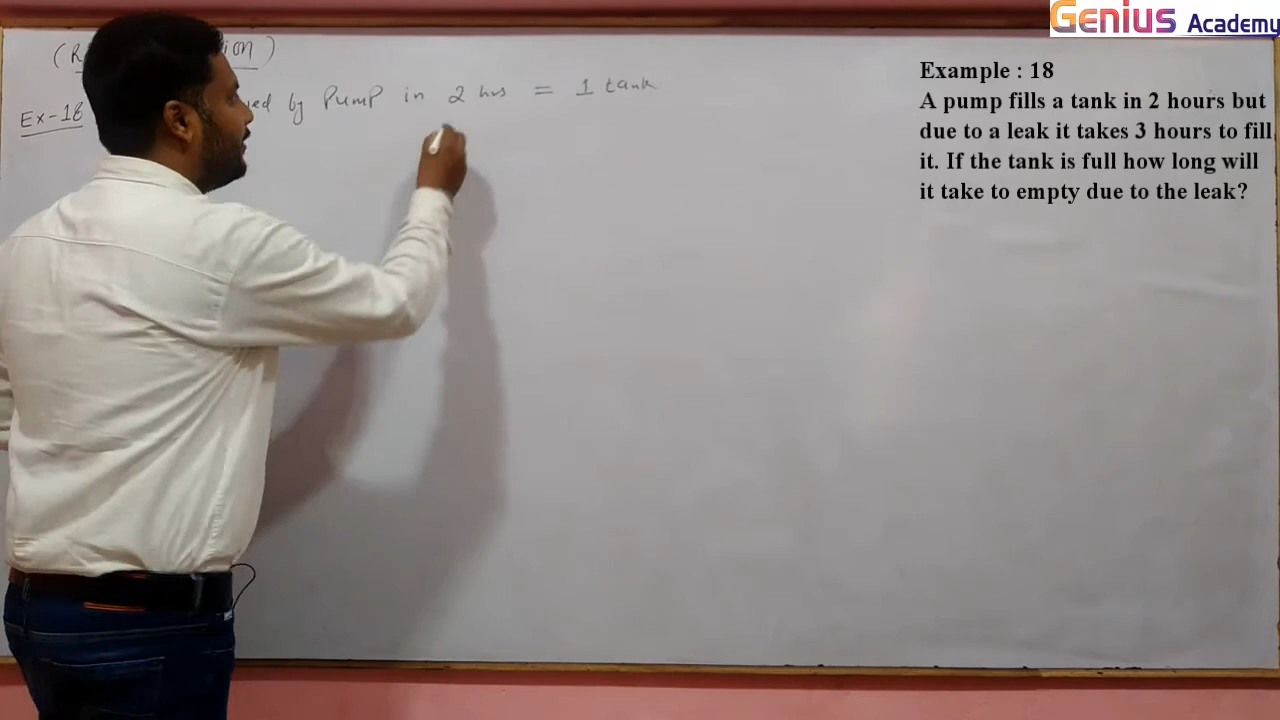 Genius Academy
Example : 18
A pump fills a tank in 2 hours but
due to a leak it takes 3 hours to fill
it. If the tank is full how long will
it take to empty due to the leak?
Ex-18
by Pump in 2 hrs = 1 tank